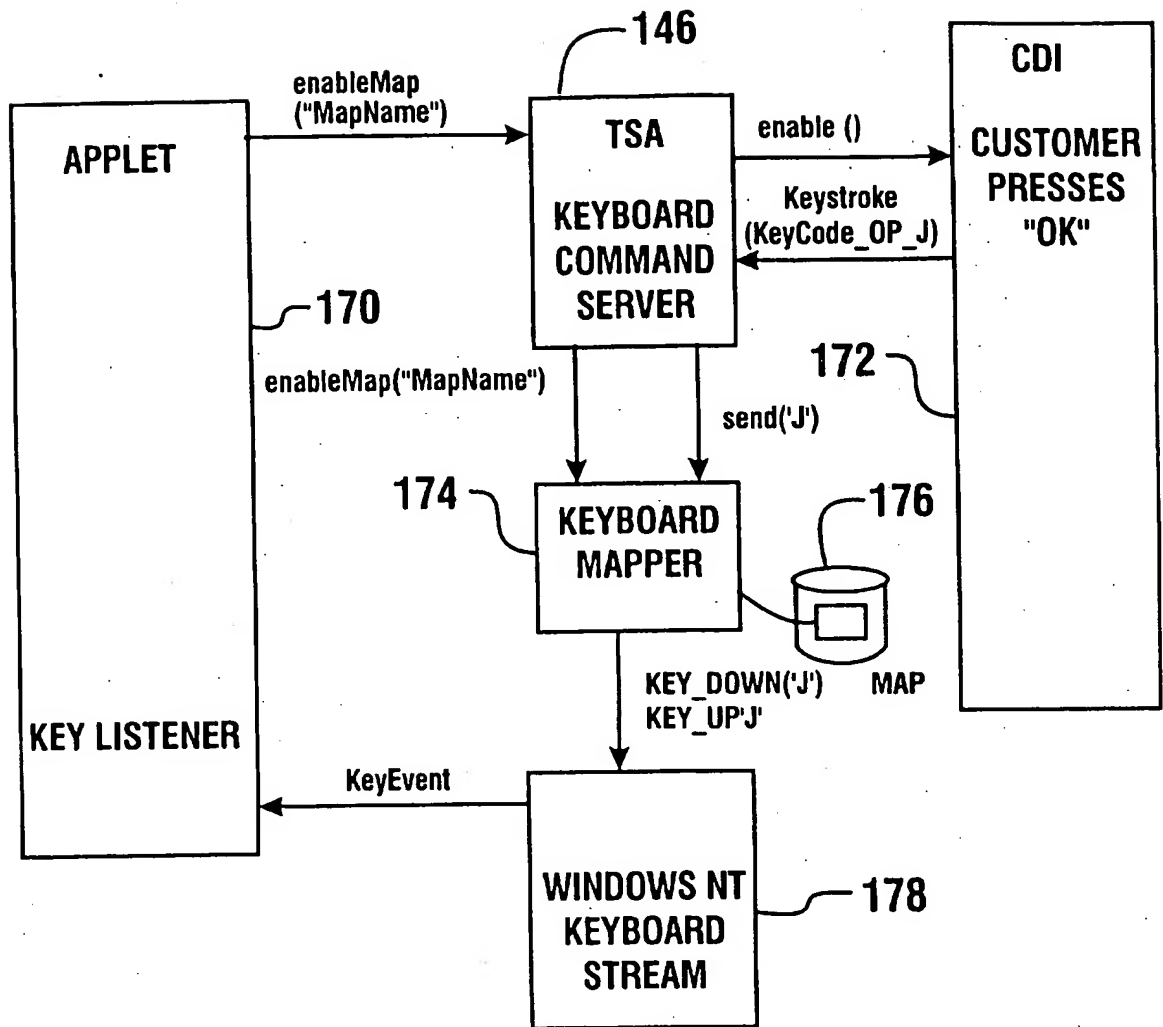 146
enableMap
("MapName")
APPLET
TSA
KEYBOARD
COMMAND
SERVER
enable ()
Keystroke
(KeyCode_OP_J)
CDI
CUSTOMER
PRESSES
"OK"
170
172
enableMap("MapName")
send('J')
174
KEYBOARD
MAPPER
176
MAP
KEY_DOWN('J')
KEY_UP'J'
KEY LISTENER
KeyEvent
WINDOWS NT
KEYBOARD
STREAM
178